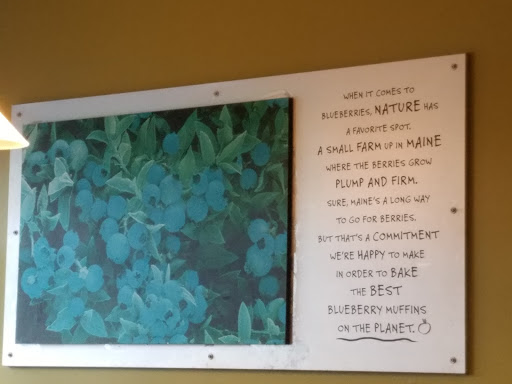 WHEN IT COMES TO
BLUEBERRIES, NATURE HAS
A FAVORITE SPOT.
A SMALL FARM UP IN MAINE
WHERE THE BERRIES GROW
PLUMP AND FIRM.
SURE, MAINE'S A LONG WAY
TO GO FOR BERRIES.
BUT THAT'S A COMMITMENT
WE'RE HAPPY TO MAKE
IN ORDER TO BAKE
THE BEST
BLUEBERRY MUFFINS
ON THE PLANET.